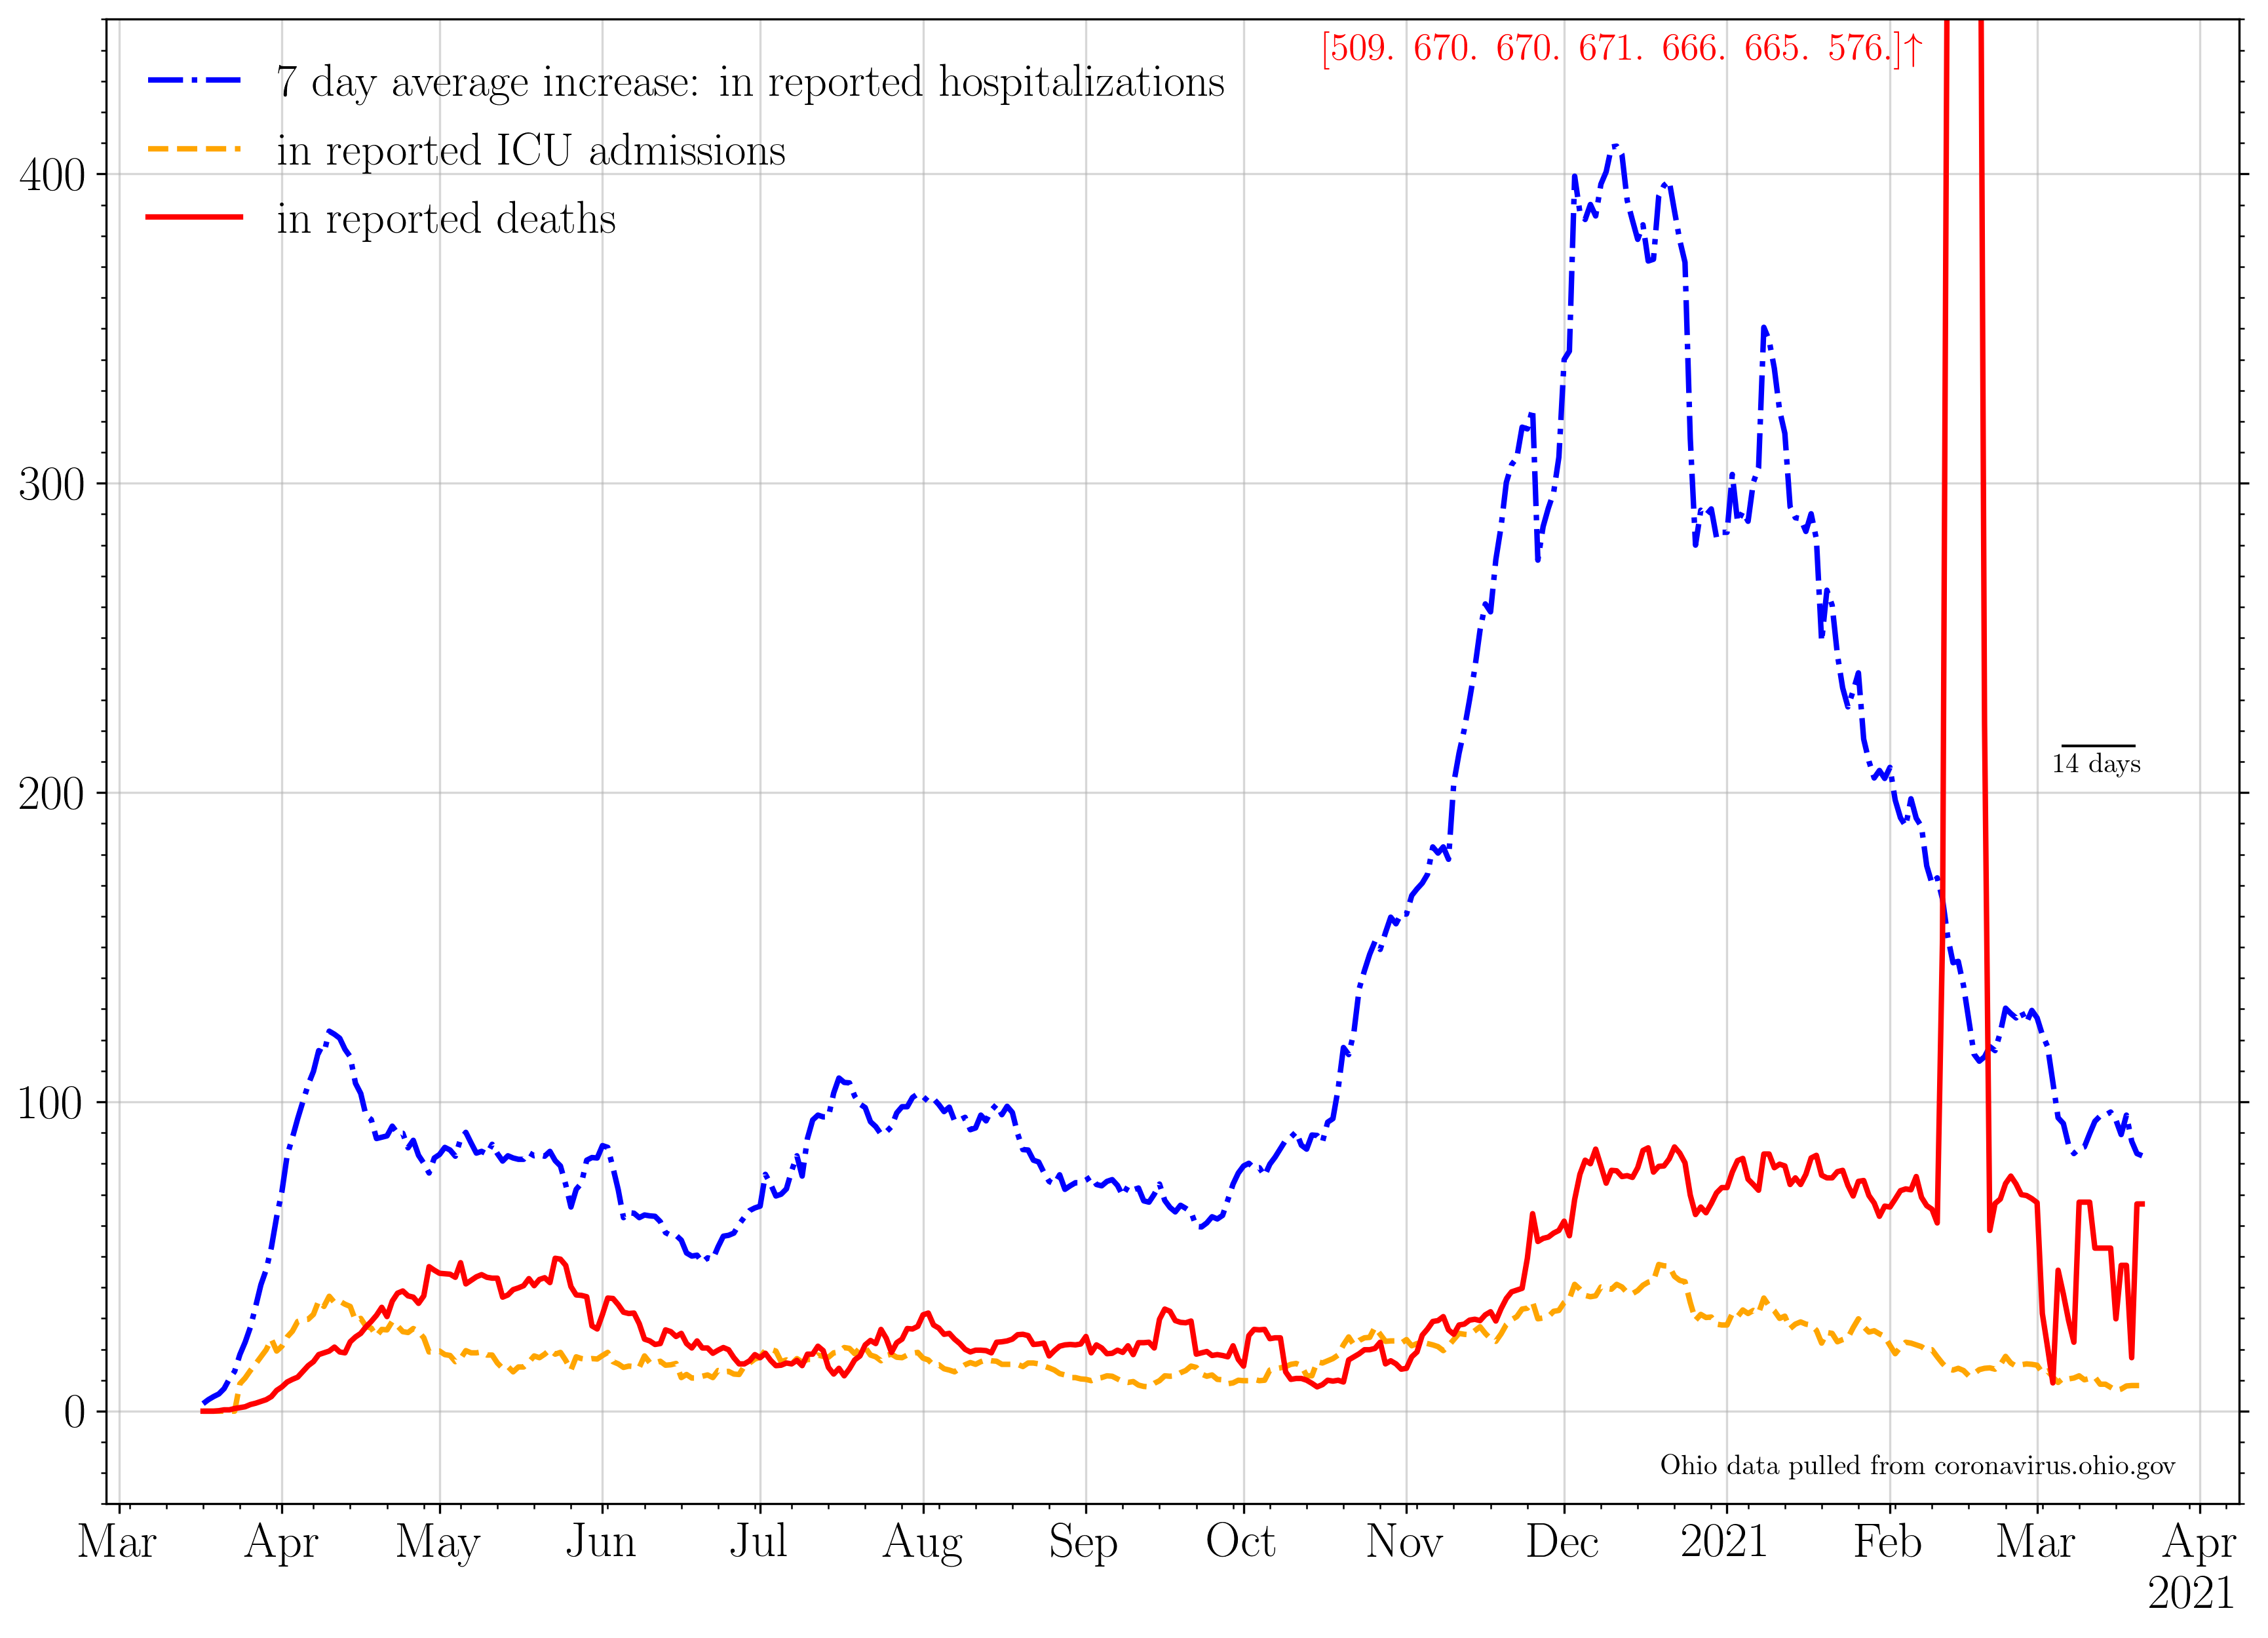 [509. 670. 670. 671. 666. 665. 576.]↑
7 day average increase: in reported hospitalizations
in reported ICU admissions
in reported deaths
400
300
200
100
0
14 days
Ohio data pulled from coronavirus.ohio.gov
Mar Apr May Jun Jul Aug Sep Oct Nov Dec 2021 Feb Mar Apr
2021